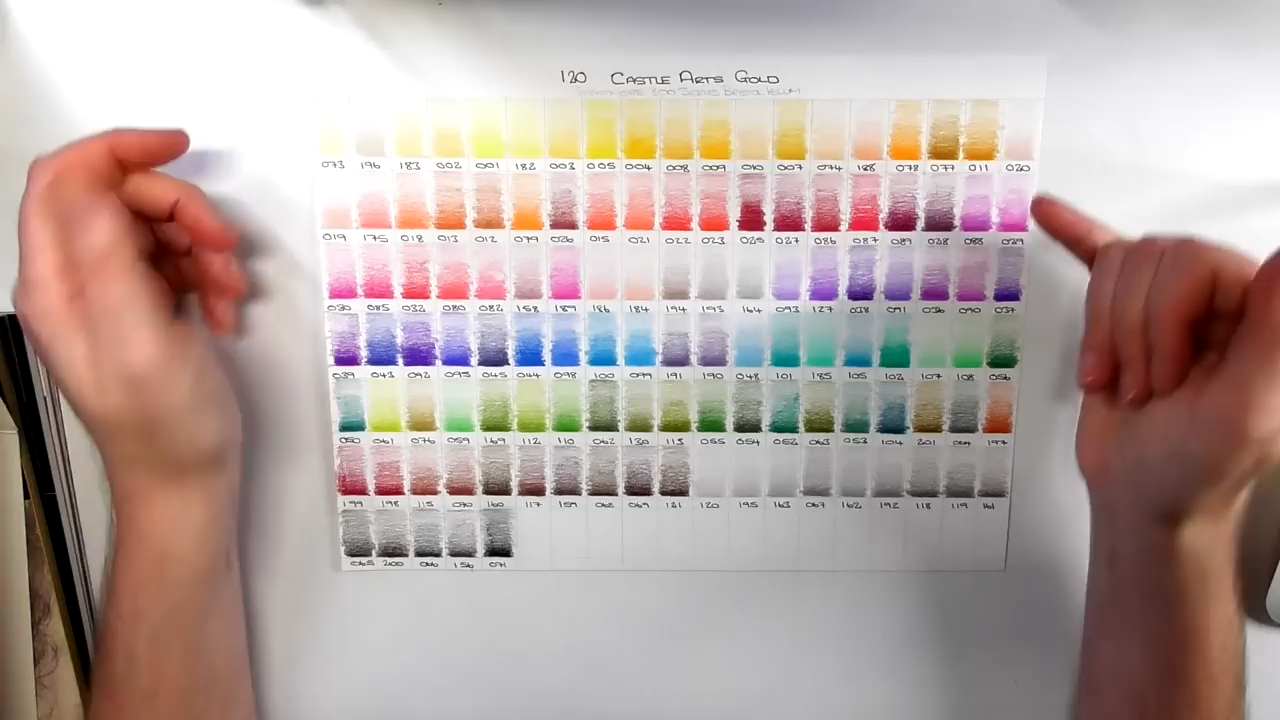 120 CASTLE ARTS GOLD
300 SERIES BRISTOL VELLUM
073 196 183 002 001 182 003 005 004 008 009 010 007 074 188 078 077 011 020
019 175 018 013 012 079 026 015 021 022 023 025 027 086 087 089 028 088 029
030 085 032 080 082 158 189 186 184 194 193 164 093 127 038 091 036 090 037
039 043 092 095 045 044 098 100 099 191 190 048 101 185 105 102 107 108 056
050 061 076 059 169 112 110 062 130 113 055 054 052 063 053 104 201 064 197
199 198 115 070 160 117 159 068 069 121 120 195 163 067 162 192 118 119 161
065 200 066 156 071